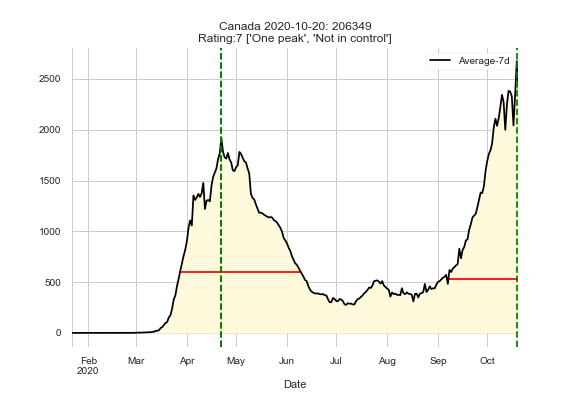 Canada 2020-10-20: 206349
Rating:7 ['One peak', 'Not in control']
Average-7d
2500
2000
1500
1000
500
0
Feb
2020
Mar
Apr
May
Jun
Jul
Aug
Sep
Oct
Date